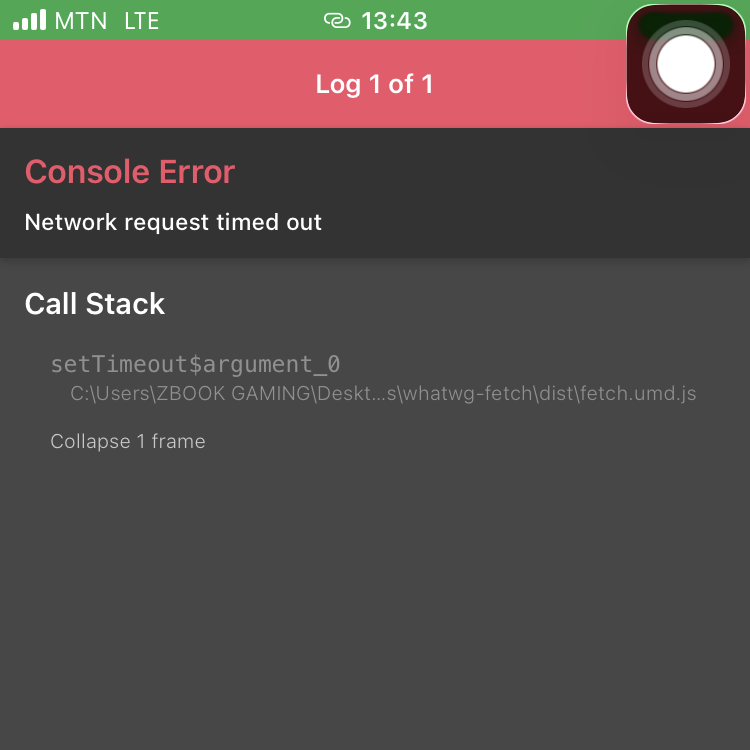 MTN LTE 13:43
Log 1 of 1
Console Error
Network request timed out
Call Stack
setTimeout$argument_0
C:\Users\ZBOOK GAMING\Deskt...s\whatwg-fetch\dist\fetch.umd.js
Collapse 1 frame